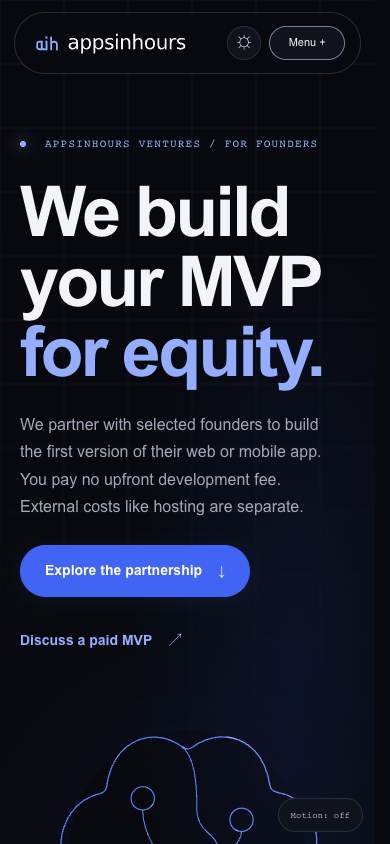 aih appsinhours
Menu +
APPSINHOURS VENTURES / FOR FOUNDERS
We build
your MVP
for equity.
We partner with selected founders to build
the first version of their web or mobile app.
You pay no upfront development fee.
External costs like hosting are separate.
Explore the partnership ↓
Discuss a paid MVP ↗
Motion: off